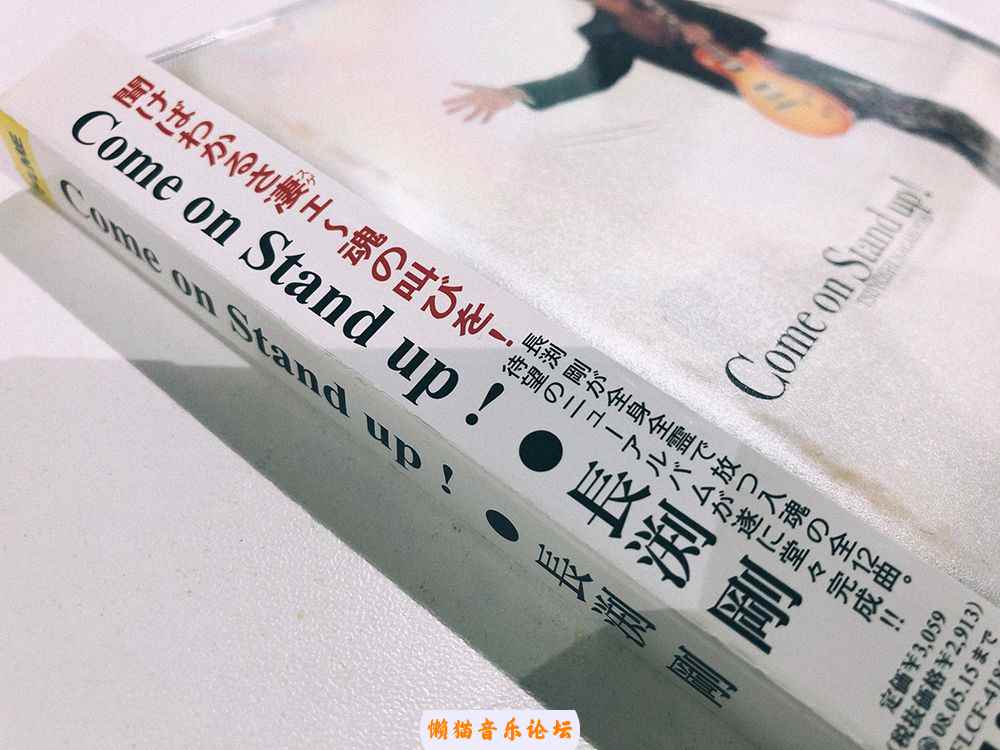 聞けばわかるさ凄ェ〜魂の叫びを!
スゲ
Come on Stand up!
長渕剛が全身全霊で放つ入魂の全12曲。
待望のニューアルバムが遂に堂々完成!!
●長渕 剛
定価¥3,059
(税抜価格¥2,913)
08.05.15まで
Come on Stand up! ● 長渕 剛
Come on Stand up!
懒猫音乐论坛